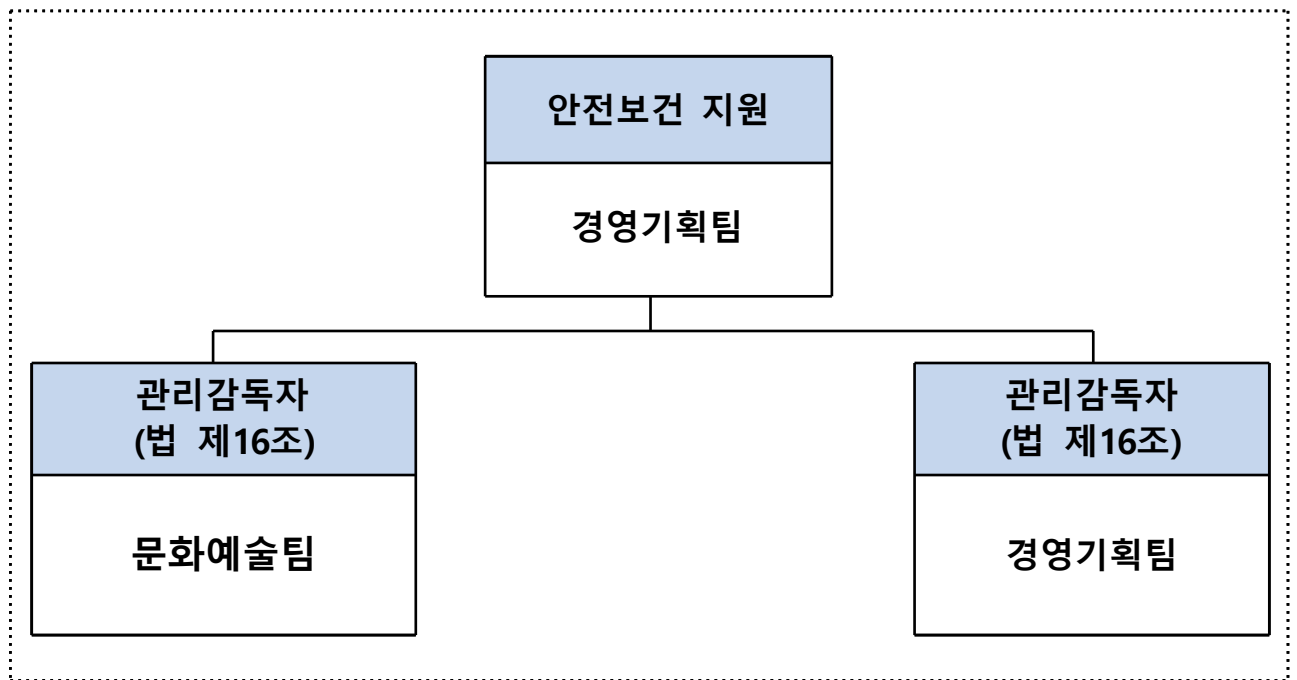 안전보건 지원
경영기획팀
관리감독자
(법 제16조)
문화예술팀
관리감독자
(법 제16조)
경영기획팀